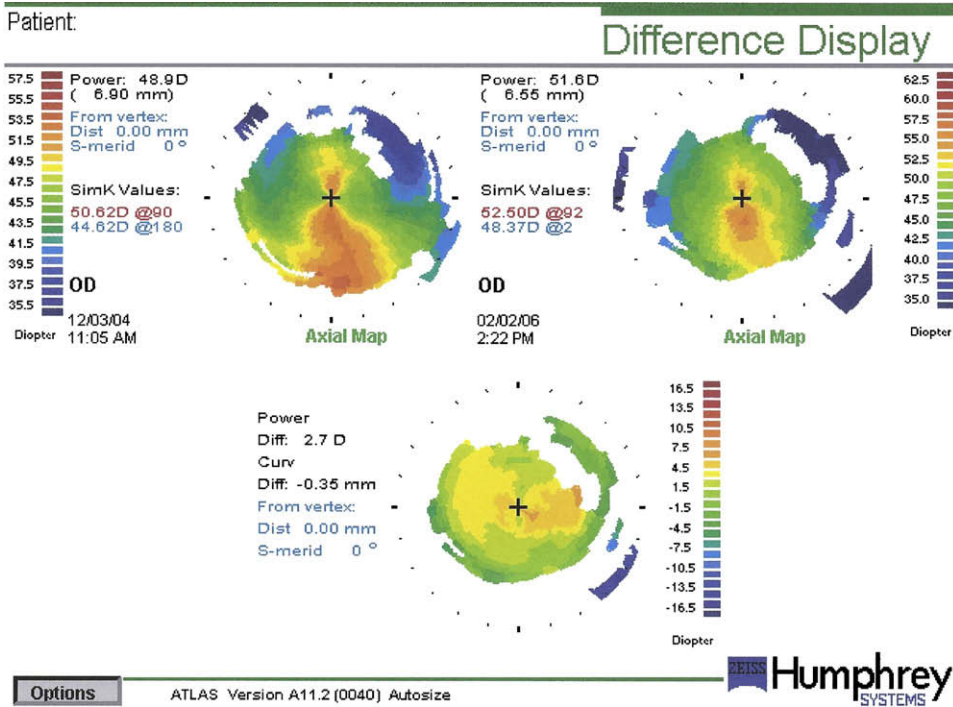 Patient:
Difference Display
57.5
55.5
53.5
51.5
49.5
47.5
45.5
43.5
41.5
39.5
37.5
35.5
Diopter
Power: 48.9D
( 6.90 mm)
From vertex:
Dist 0.00 mm
S-merid 0 °
SimK Values:
50.62D @90
44.62D @180
OD
12/03/04
11:05 AM
Axial Map
Power: 51.6D
( 6.55 mm)
From vertex:
Dist 0.00 mm
S-merid 0 °
SimK Values:
52.50D @92
48.37D @2
OD
02/02/06
2:22 PM
Axial Map
62.5
60.0
57.5
55.0
52.5
50.0
47.5
45.0
42.5
40.0
37.5
35.0
Diopter
Power
Diff: 2.7 D
Curv
Diff: -0.35 mm
From vertex:
Dist 0.00 mm
S-merid 0 °
16.5
13.5
10.5
7.5
4.5
1.5
-1.5
-4.5
-7.5
-10.5
-13.5
-16.5
Diopter
Options
ATLAS Version A11.2 (0040) Autosize
ZEISS
Humphrey
SYSTEMS